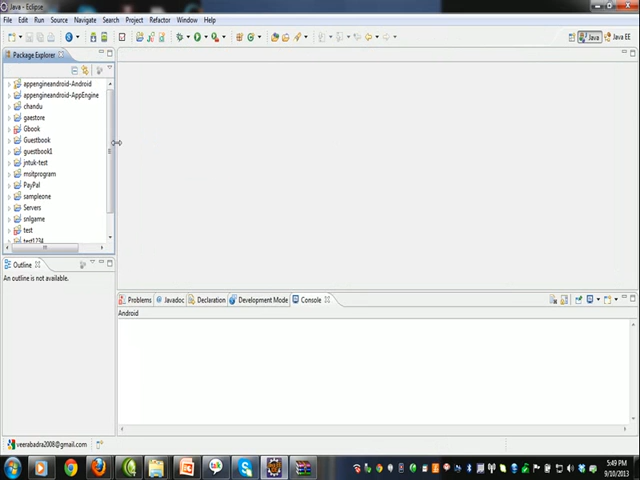 Java - Eclipse
File Edit Run Source Navigate Search Project Refactor Window Help
Java Java EE
Package Explorer
appengineandroid-Android
appengineandroid-AppEngine
chandu
gaestore
Gbook
Guestbook
guestbook1
jntuk-test
msitprogram
PayPal
sampleone
Servers
snlgame
test
test1234
Outline
An outline is not available.
Problems Javadoc Declaration Development Mode Console
Android
veerabadra2008@gmail.com
5:49 PM
9/10/2013